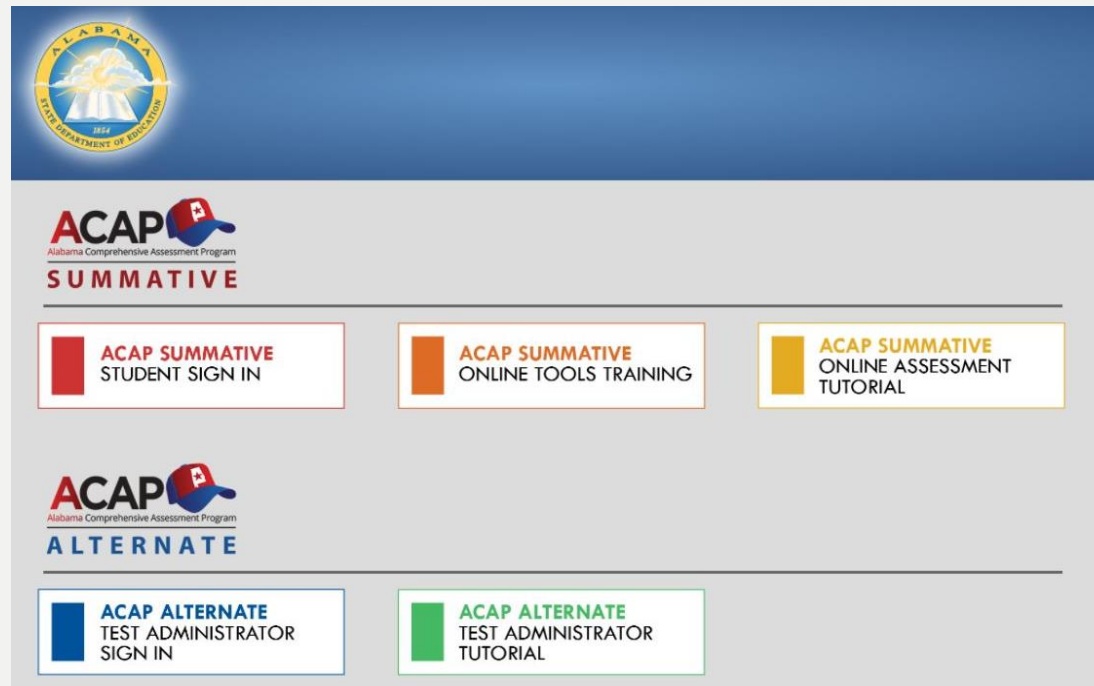 ALABAMA
STATE DEPARTMENT OF EDUCATION
1854
ACAP
Alabama Comprehensive Assessment Program
SUMMATIVE
ACAP SUMMATIVE
STUDENT SIGN IN
ACAP SUMMATIVE
ONLINE TOOLS TRAINING
ACAP SUMMATIVE
ONLINE ASSESSMENT
TUTORIAL
ACAP
Alabama Comprehensive Assessment Program
ALTERNATE
ACAP ALTERNATE
TEST ADMINISTRATOR
SIGN IN
ACAP ALTERNATE
TEST ADMINISTRATOR
TUTORIAL